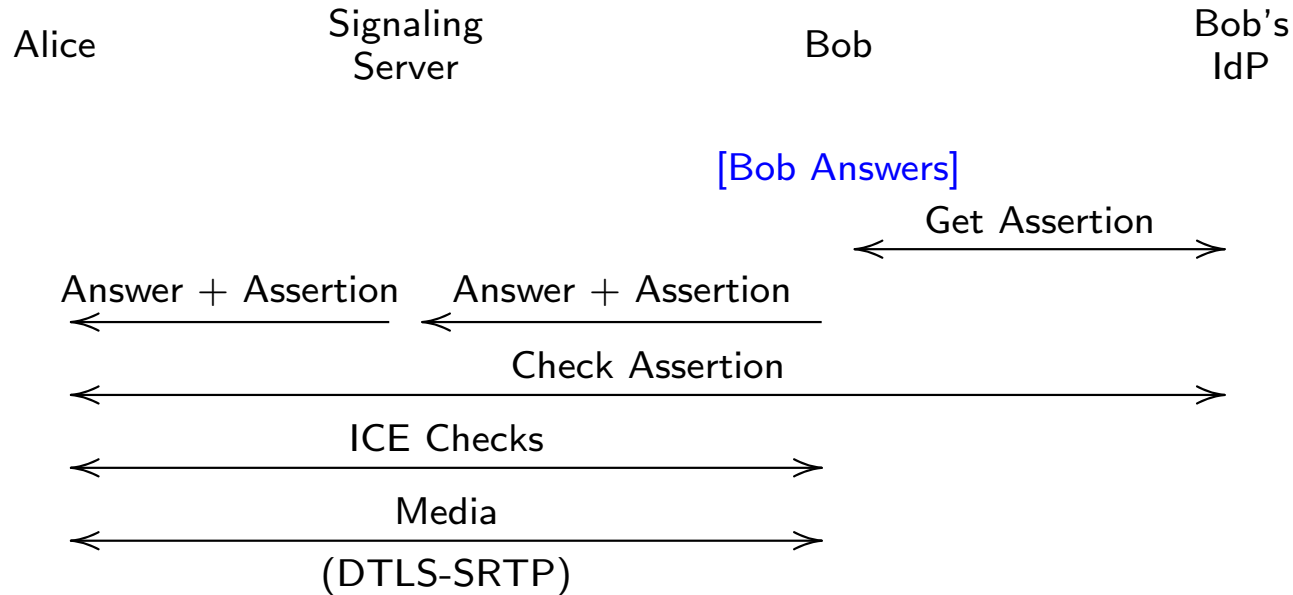 Alice
Signaling
Server
Bob
Bob's
IdP
[Bob Answers]
Get Assertion
Answer + Assertion
Answer + Assertion
Check Assertion
ICE Checks
Media
(DTLS-SRTP)